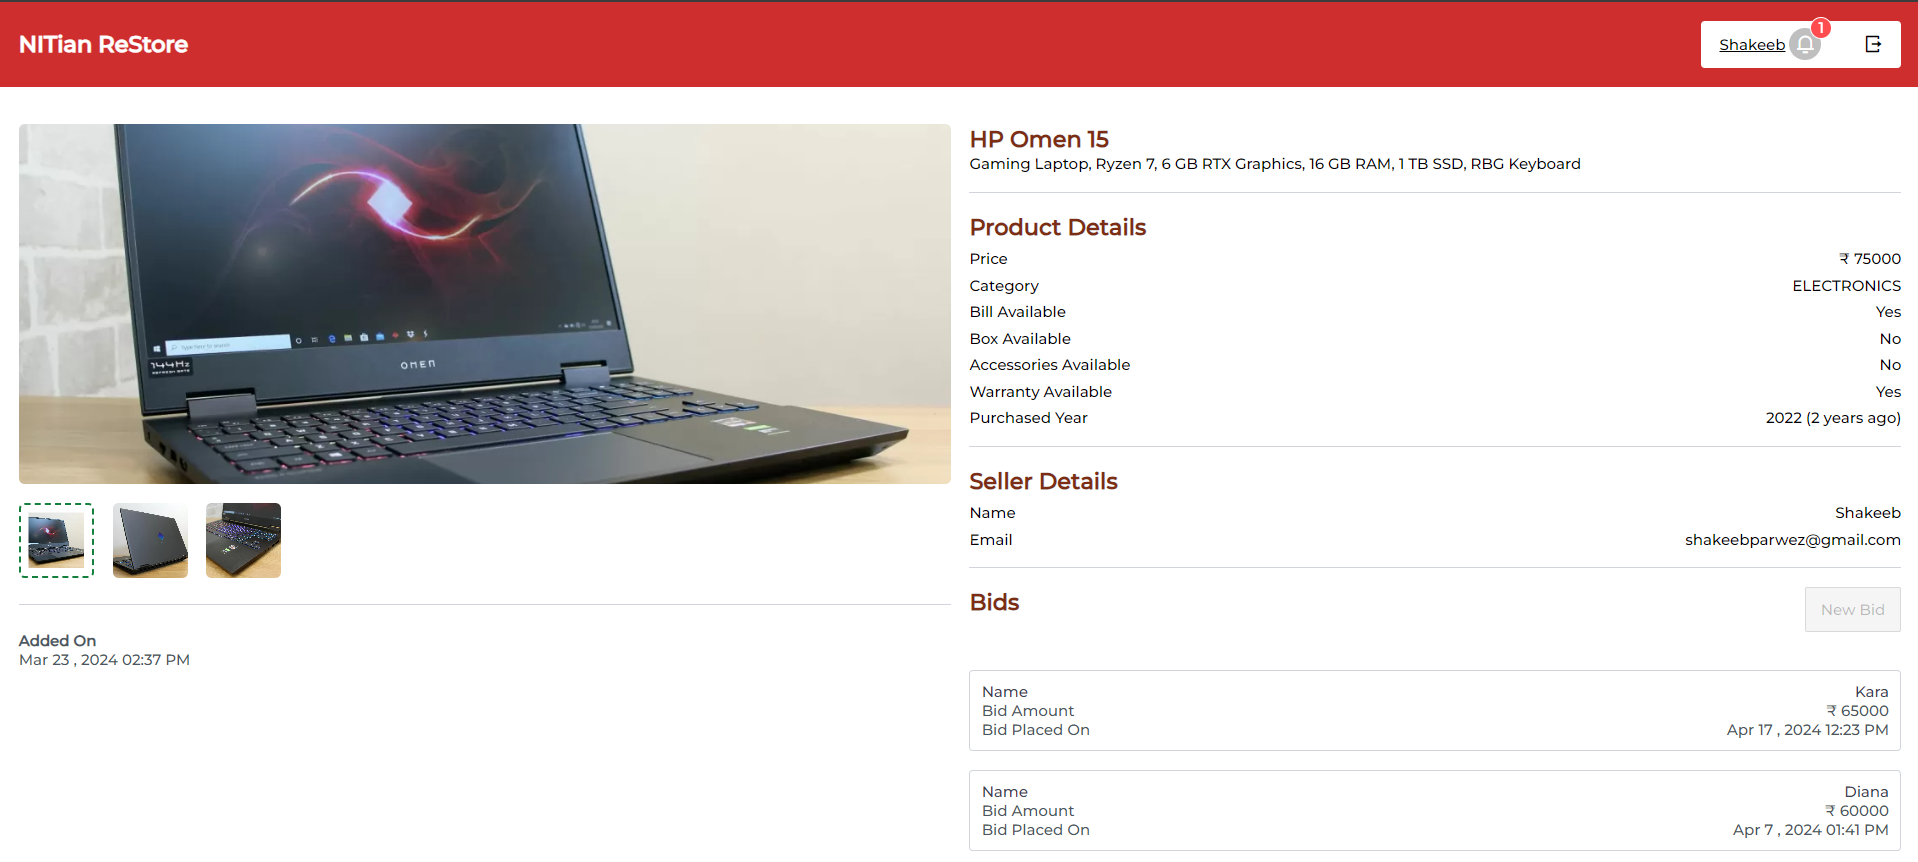 NITian ReStore
Shakeeb
1
144Hz
OMEN
HP Omen 15
Gaming Laptop, Ryzen 7, 6 GB RTX Graphics, 16 GB RAM, 1 TB SSD, RBG Keyboard
Product Details
Price ₹ 75000
Category ELECTRONICS
Bill Available Yes
Box Available No
Accessories Available No
Warranty Available Yes
Purchased Year 2022 (2 years ago)
Seller Details
Name Shakeeb
Email shakeebparwez@gmail.com
Bids New Bid
Name Kara
Bid Amount ₹ 65000
Bid Placed On Apr 17 , 2024 12:23 PM
Name Diana
Bid Amount ₹ 60000
Bid Placed On Apr 7 , 2024 01:41 PM
Added On
Mar 23 , 2024 02:37 PM